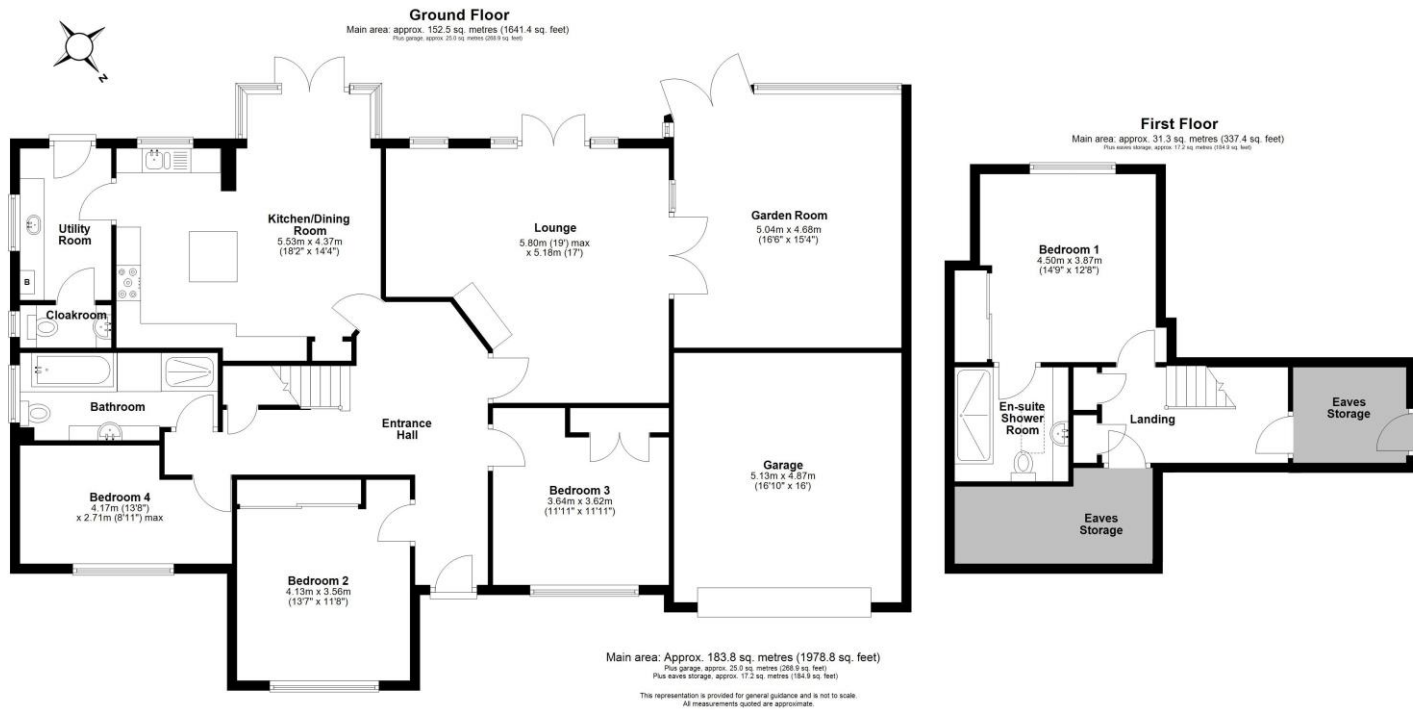 Ground Floor
Main area: approx. 152.5 sq. metres (1641.4 sq. feet)
Plus garage, approx. 25.0 sq. metres (268.9 sq. feet)
N
Utility
Room
B
Cloakroom
Kitchen/Dining
Room
5.53m x 4.37m
(18'2" x 14'4")
Lounge
5.80m (19') max
x 5.18m (17')
Garden Room
5.04m x 4.68m
(16'6" x 15'4")
Bathroom
Entrance
Hall
Bedroom 4
4.17m (13'8")
x 2.71m (8'11") max
Bedroom 2
4.13m x 3.56m
(13'7" x 11'8")
Bedroom 3
3.64m x 3.62m
(11'11" x 11'11")
Garage
5.13m x 4.87m
(16'10" x 16')
First Floor
Main area: approx. 31.3 sq. metres (337.4 sq. feet)
Plus eaves storage, approx. 17.2 sq. metres (184.9 sq. feet)
Bedroom 1
4.50m x 3.87m
(14'9" x 12'8")
En-suite
Shower
Room
Landing
Eaves
Storage
Eaves
Storage
Main area: Approx. 183.8 sq. metres (1978.8 sq. feet)
Plus garage, approx. 25.0 sq. metres (268.9 sq. feet)
Plus eaves storage, approx. 17.2 sq. metres (184.9 sq. feet)
This representation is provided for general guidance and is not to scale.
All measurements quoted are approximate.